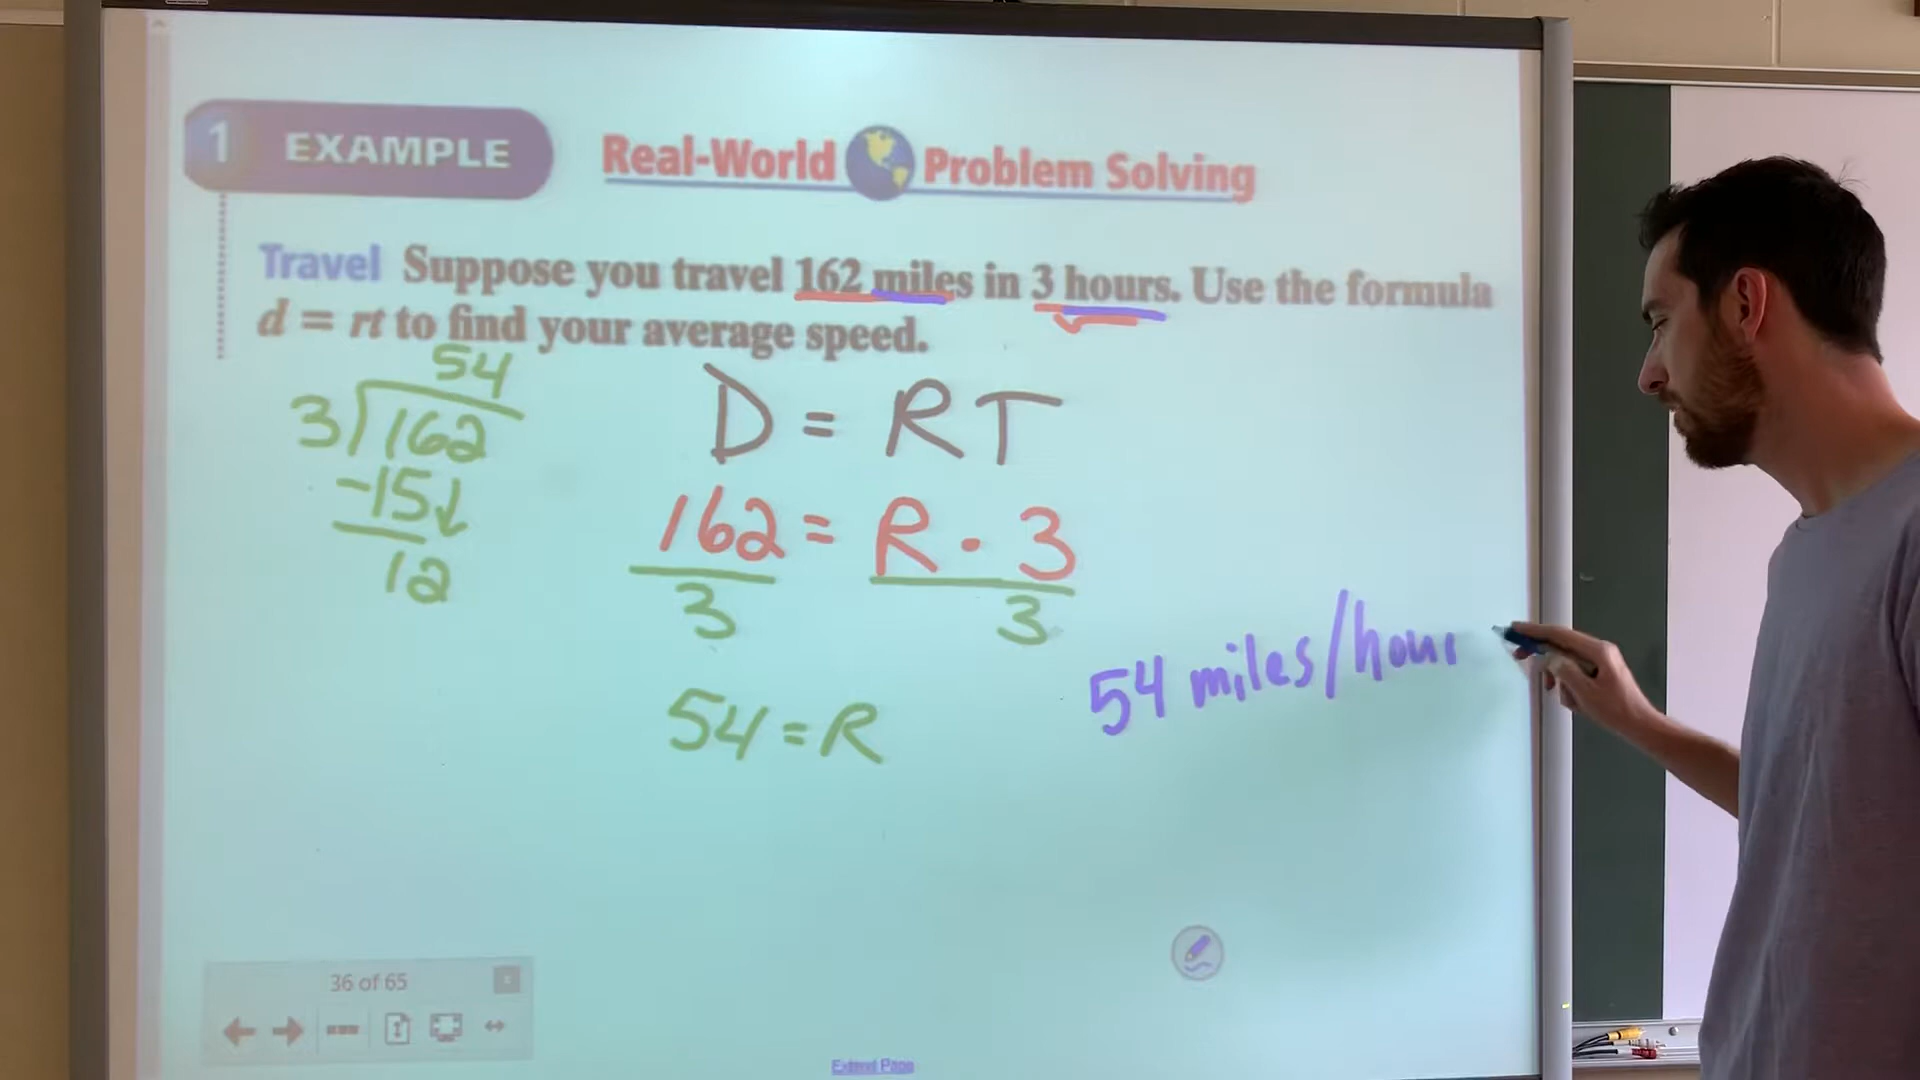 1 EXAMPLE Real-World Problem Solving
Travel Suppose you travel 162 miles in 3 hours. Use the formula
d = rt to find your average speed.
54
3 162
-15↓
12
D = RT
162 = R · 3
3 3
54 = R
54 miles/hour
36 of 65
Extend Page